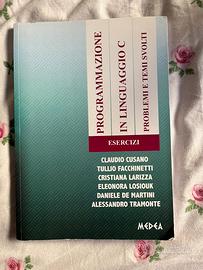 PROGRAMMAZIONE
IN LINGUAGGIO C
PROBLEMI E TEMI SVOLTI
ESERCIZI
CLAUDIO CUSANO
TULLIO FACCHINETTI
CRISTIANA LARIZZA
ELEONORA LOSIOUK
DANIELE DE MARTINI
ALESSANDRO TRAMONTE
MEDEA